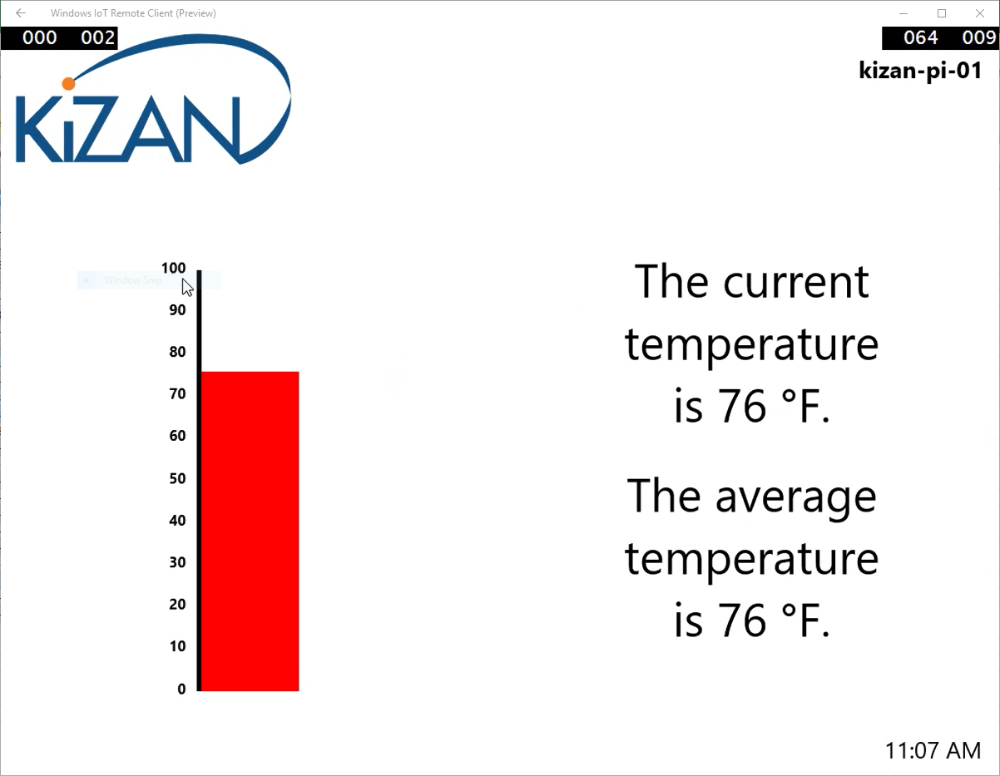 Windows IoT Remote Client (Preview)
000 002
064 009
kizan-pi-01
KiZAN
100
Window Snip
90
80
70
60
50
40
30
20
10
0
The current
temperature
is 76 °F.
The average
temperature
is 76 °F.
11:07 AM